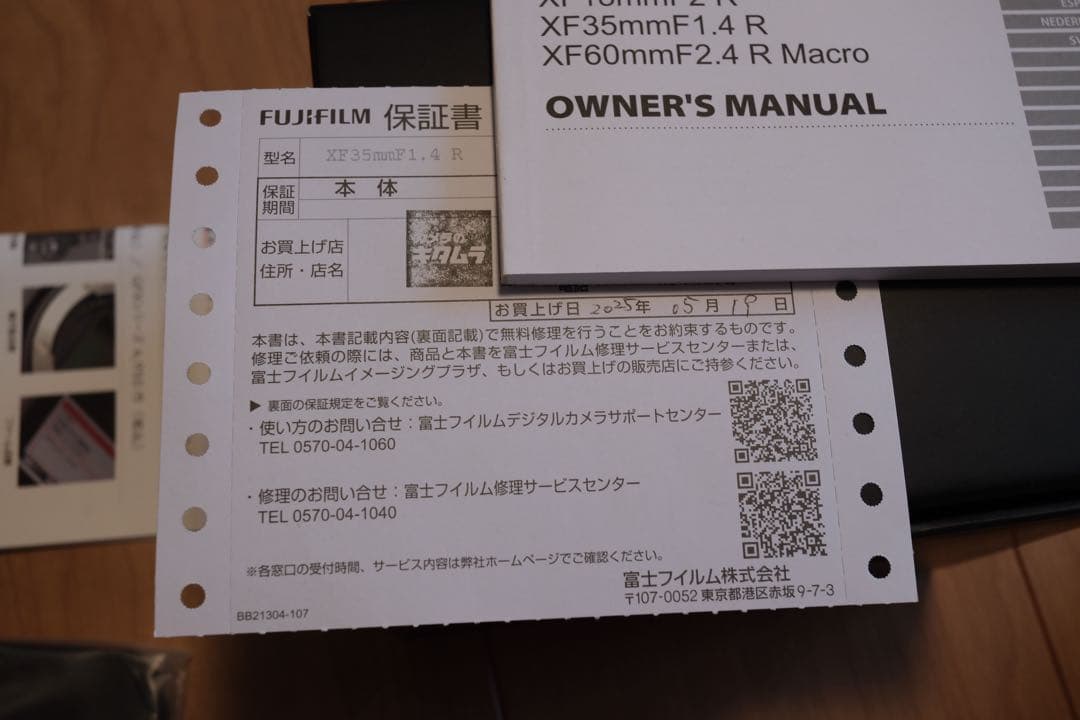 XF35mmF1.4 R
XF60mmF2.4 R Macro
OWNER'S MANUAL
FUJIFILM 保証書
型名 XF35mmF1.4 R
保証期間 本 体
お買上げ店
住所・店名
カメラのキタムラ
お買上げ日 2025年 05月 19日
本書は、本書記載内容(裏面記載)で無料修理を行うことをお約束するものです。
修理ご依頼の際には、商品と本書を富士フイルム修理サービスセンターまたは、
富士フイルムイメージングプラザ、もしくはお買上げの販売店にご持参ください。
▶ 裏面の保証規定をご覧ください。
・使い方のお問い合せ：富士フイルムデジタルカメラサポートセンター
TEL 0570-04-1060
・修理のお問い合せ：富士フイルム修理サービスセンター
TEL 0570-04-1040
※各窓口の受付時間、サービス内容は弊社ホームページでご確認ください。
富士フイルム株式会社
〒107-0052 東京都港区赤坂9-7-3
BB21304-107